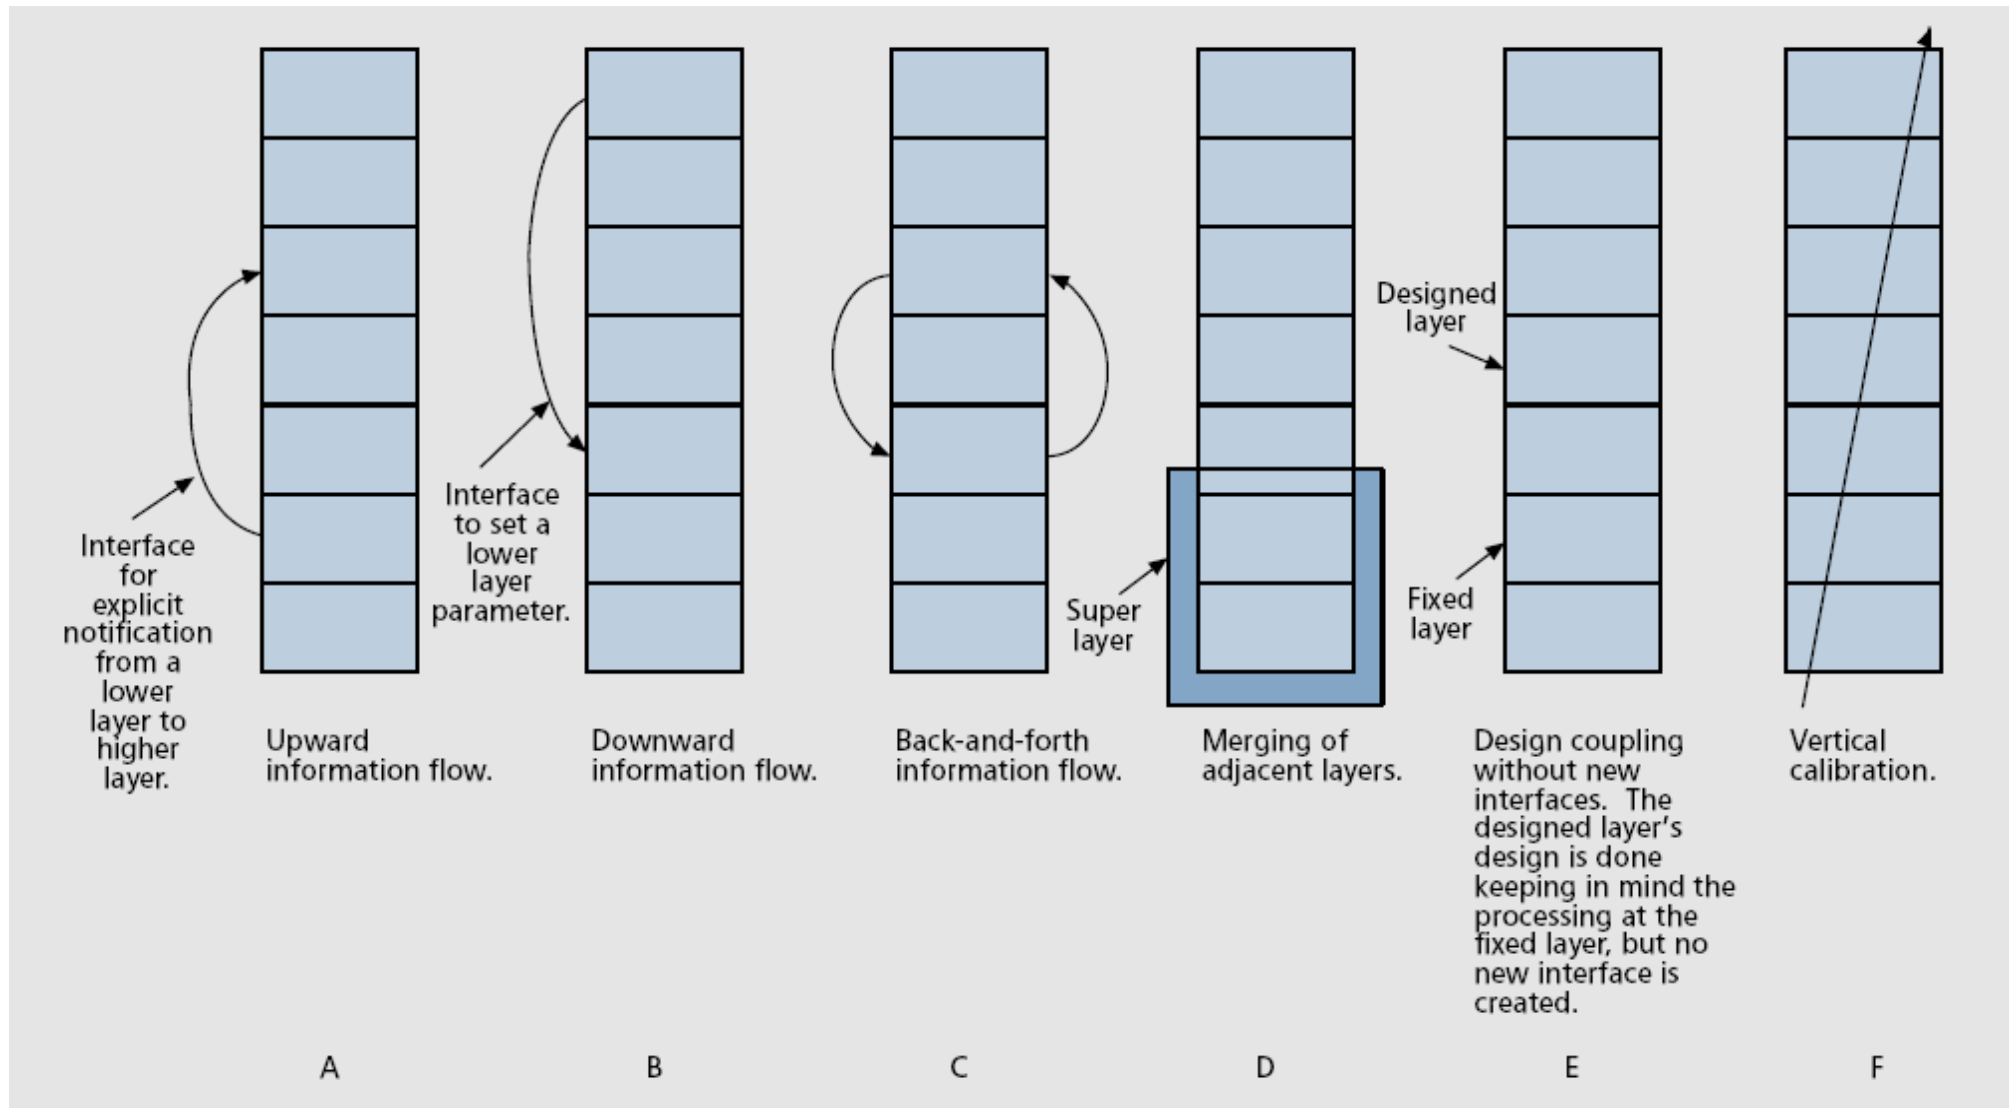 Interface
for
explicit
notification
from a
lower
layer to
higher
layer.
Upward
information flow.
Interface
to set a
lower
layer
parameter.
Downward
information flow.
Back-and-forth
information flow.
Super
layer
Merging of
adjacent layers.
Designed
layer
Fixed
layer
Design coupling
without new
interfaces. The
designed layer's
design is done
keeping in mind the
processing at the
fixed layer, but no
new interface is
created.
Vertical
calibration.
A
B
C
D
E
F